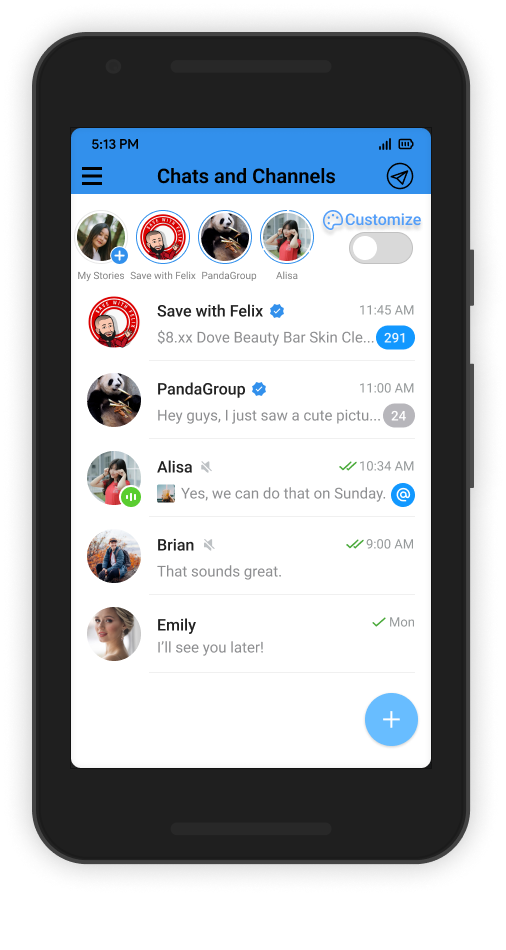 5:13 PM
Chats and Channels
Customize
My Stories
Save with Felix
PandaGroup
Alisa
SAVE WITH FELIX
Save with Felix
11:45 AM
$8.xx Dove Beauty Bar Skin Cle...
291
PandaGroup
11:00 AM
Hey guys, I just saw a cute pictu...
24
Alisa
10:34 AM
Yes, we can do that on Sunday.
@
Brian
9:00 AM
That sounds great.
Emily
Mon
I'll see you later!